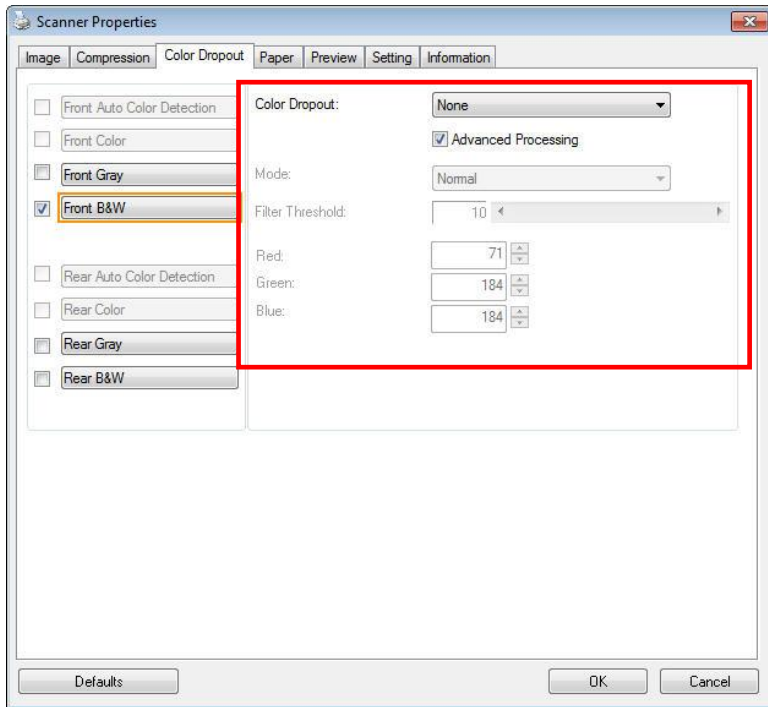 Scanner Properties
Image Compression Color Dropout Paper Preview Setting Information
Front Auto Color Detection
Front Color
Front Gray
Front B&W
Rear Auto Color Detection
Rear Color
Rear Gray
Rear B&W
Color Dropout: None
Advanced Processing
Mode: Normal
Filter Threshold: 10
Red: 71
Green: 184
Blue: 184
Defaults OK Cancel